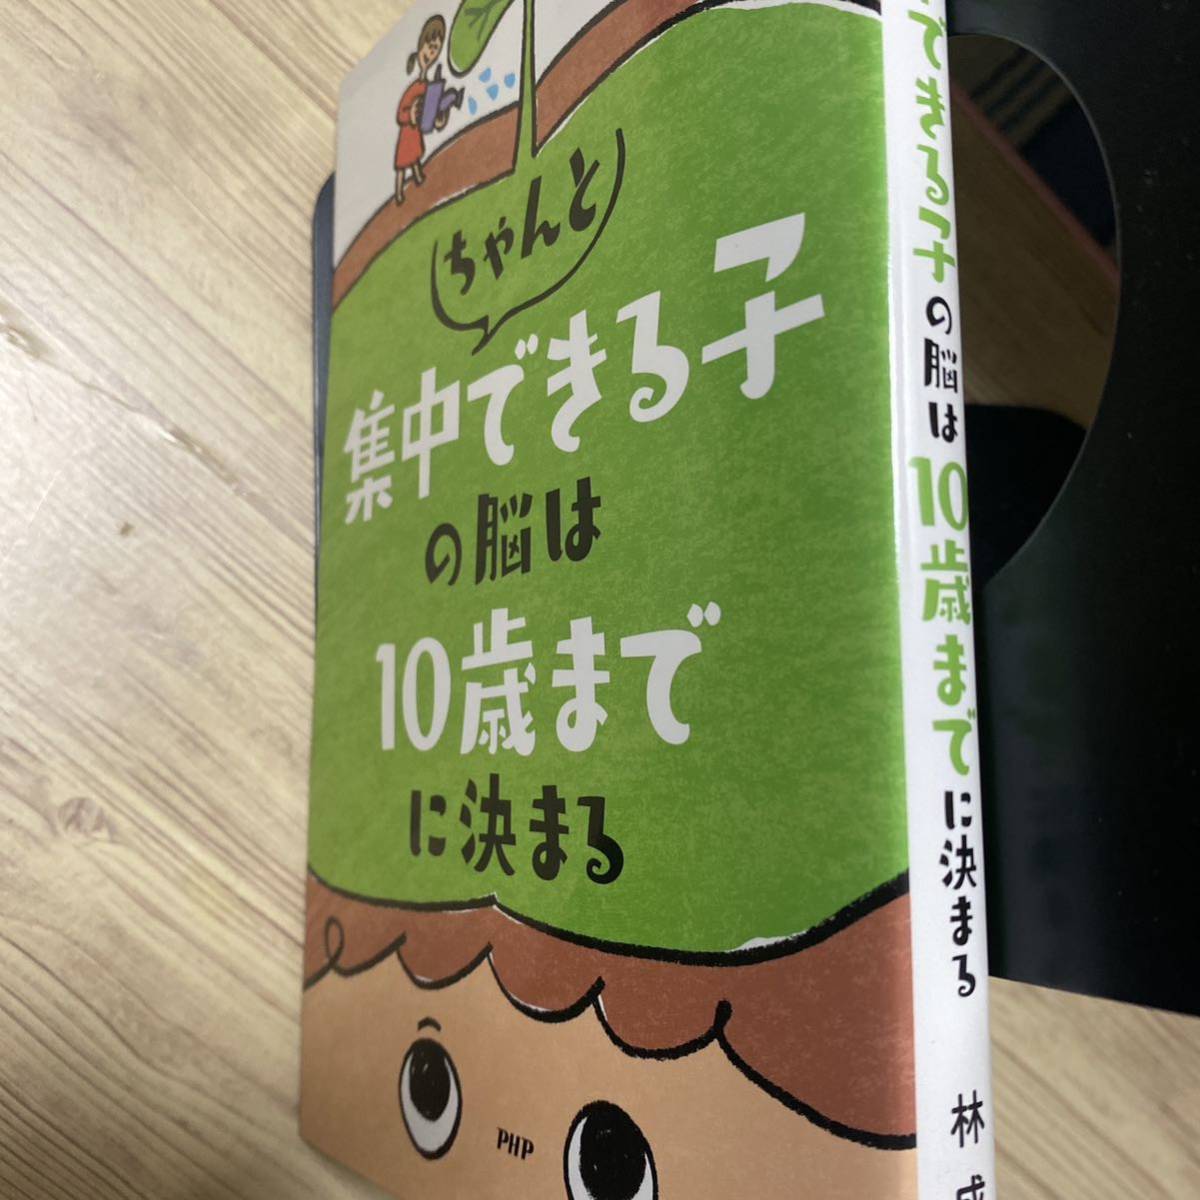 ちゃんと
集中できる子
の脳は
10歳まで
に決まる
PHP
できる子の脳は10歳までに決まる
林 成